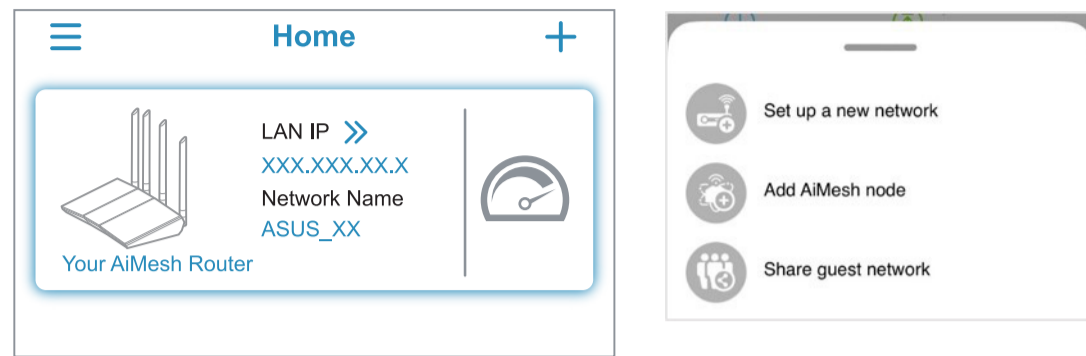 Home
LAN IP
XXX.XXX.XX.X
Network Name
ASUS_XX
Your AiMesh Router
Set up a new network
Add AiMesh node
Share guest network